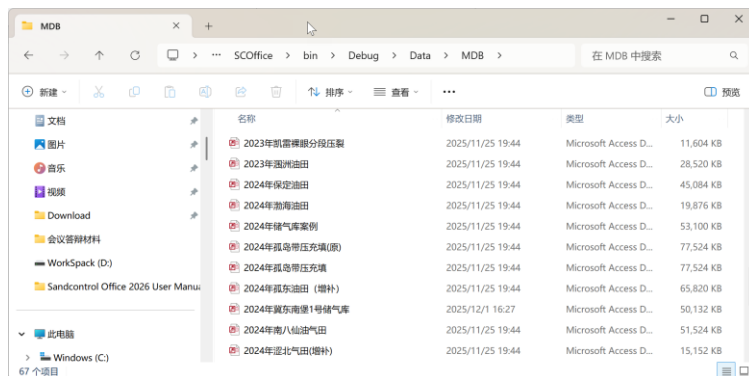 MDB
SCOffice > bin > Debug > Data > MDB >
在 MDB 中搜索
新建
排序
查看
预览
名称 修改日期 类型 大小
文档
图片
音乐
视频
Download
会议答辩材料
WorkSpack (D:)
Sandcontrol Office 2026 User Manua
此电脑
Windows (C:)
2023年凯雷裸眼分段压裂 2025/11/25 19:44 Microsoft Access D... 11,604 KB
2023年涠洲油田 2025/11/25 19:44 Microsoft Access D... 28,520 KB
2024年保定油田 2025/11/25 19:44 Microsoft Access D... 45,084 KB
2024年渤海油田 2025/11/25 19:44 Microsoft Access D... 19,876 KB
2024年储气库案例 2025/11/25 19:44 Microsoft Access D... 53,100 KB
2024年孤岛带压充填(原) 2025/11/25 19:44 Microsoft Access D... 77,524 KB
2024年孤岛带压充填 2025/11/25 19:44 Microsoft Access D... 77,524 KB
2024年孤东油田（增补） 2025/11/25 19:44 Microsoft Access D... 65,820 KB
2024年冀东南堡1号储气库 2025/12/1 16:27 Microsoft Access D... 50,132 KB
2024年南八仙油气田 2025/11/25 19:44 Microsoft Access D... 51,524 KB
2024年涩北气田(增补) 2025/11/25 19:44 Microsoft Access D... 15,152 KB
67 个项目